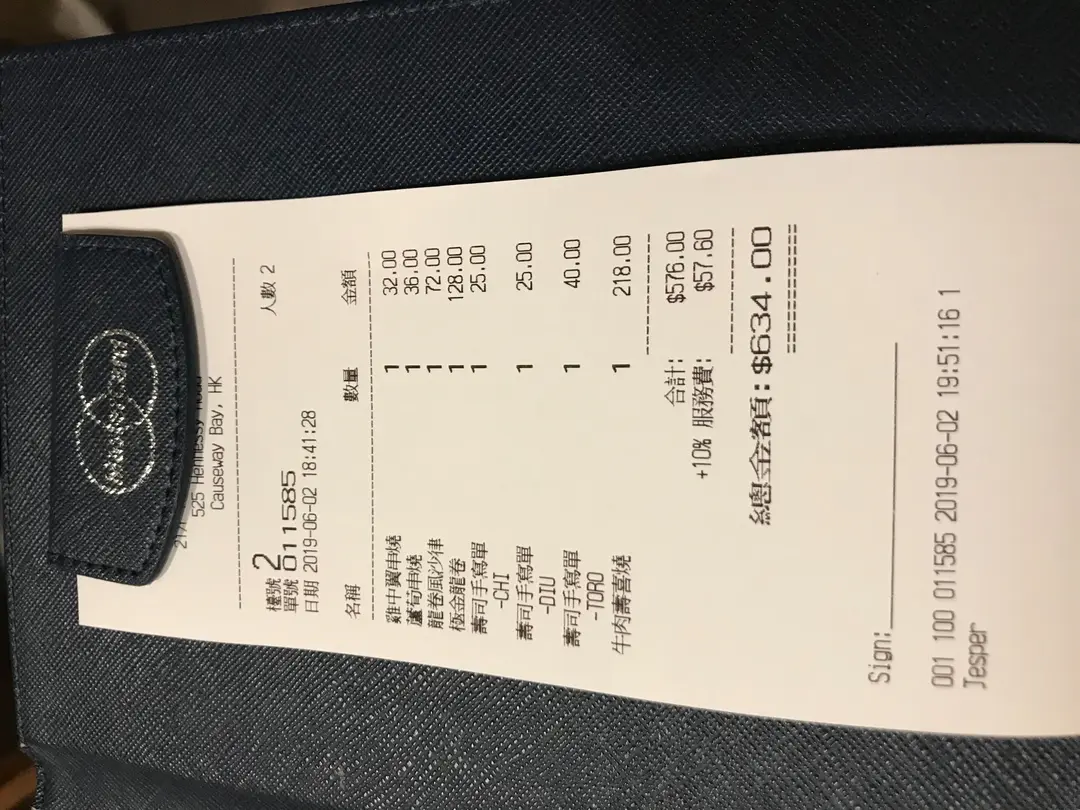 525 Hennessy Road
Causeway Bay, HK
檯號 2 人數 2
單號 011585
日期 2019-06-02 18:41:28
名稱 數量 金額
雞中翼串燒 1 32.00
蘆荀串燒 1 36.00
龍卷風沙律 1 72.00
極金龍卷 1 128.00
壽司手寫單 1 25.00
-CHI
壽司手寫單 1 25.00
-DIU
壽司手寫單 1 40.00
-TORO
牛肉壽喜燒 1 218.00
合計: $576.00
+10% 服務費: $57.60
總金額: $634.00
Sign:
001 100 011585 2019-06-02 19:51:16 1
Jesper